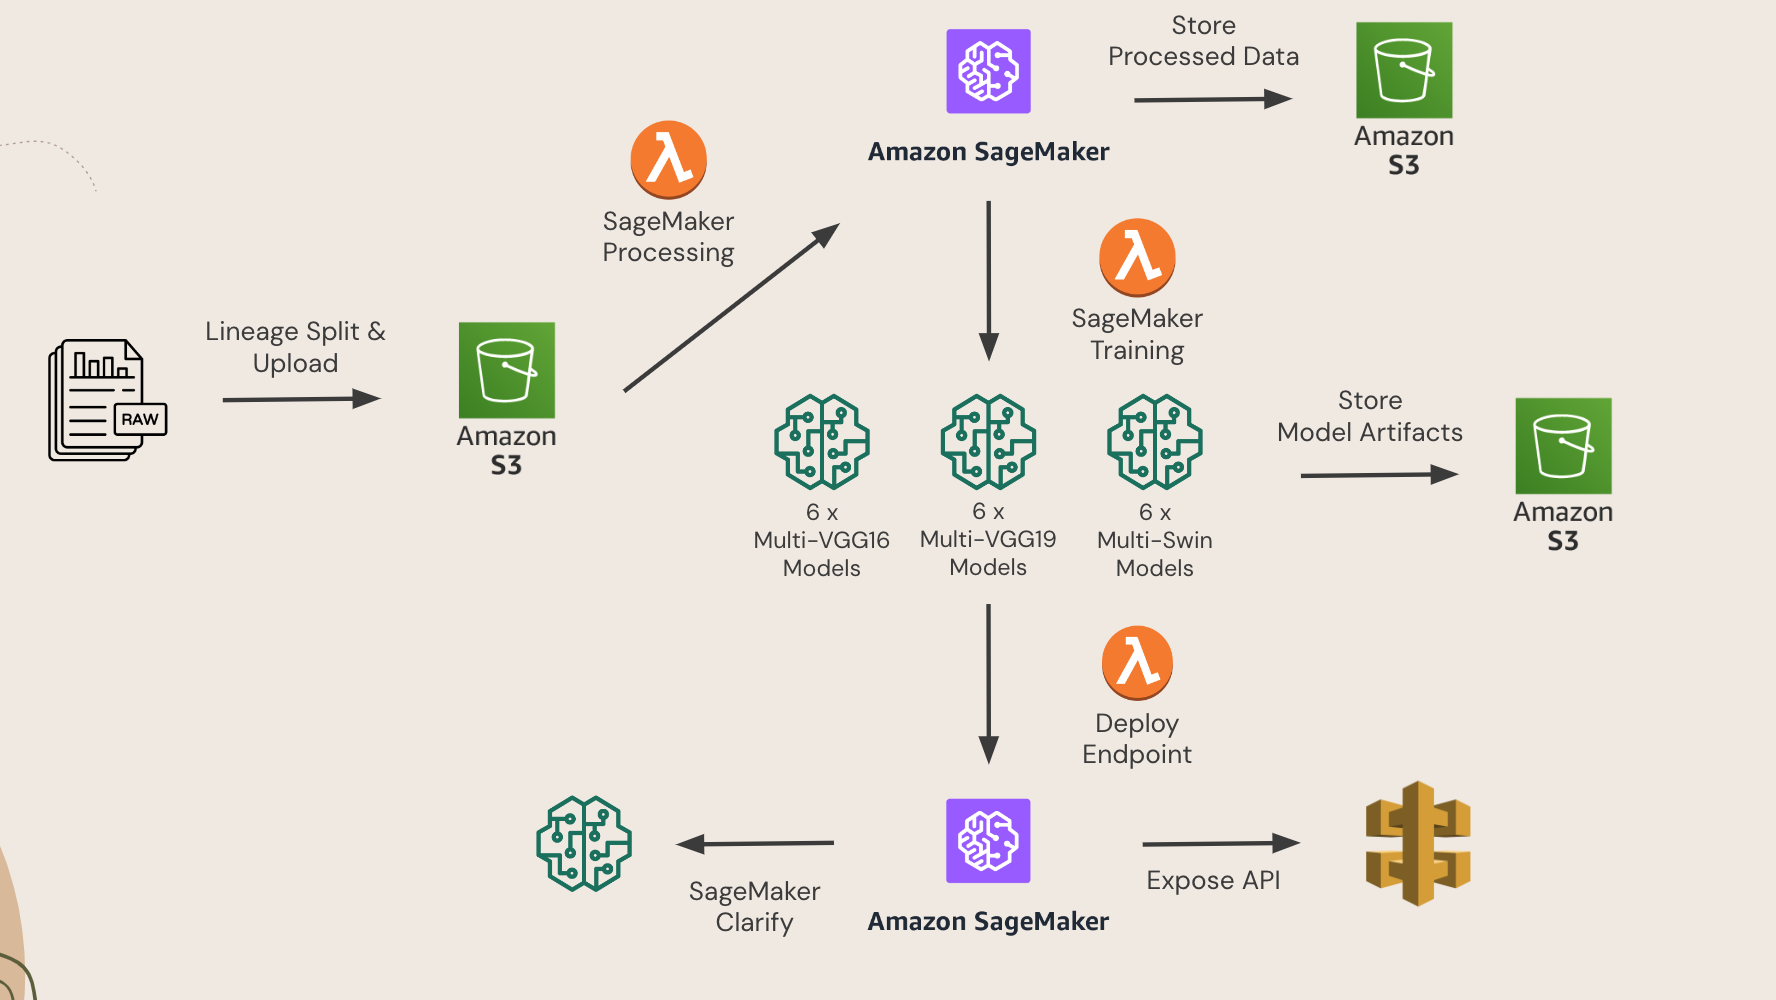 Store
Processed Data
Amazon
S3
Amazon SageMaker
λ
SageMaker
Processing
λ
SageMaker
Training
Lineage Split &
Upload
RAW
Amazon
S3
6 x
Multi-VGG16
Models
6 x
Multi-VGG19
Models
6 x
Multi-Swin
Models
Store
Model Artifacts
Amazon
S3
λ
Deploy
Endpoint
SageMaker
Clarify
Amazon SageMaker
Expose API